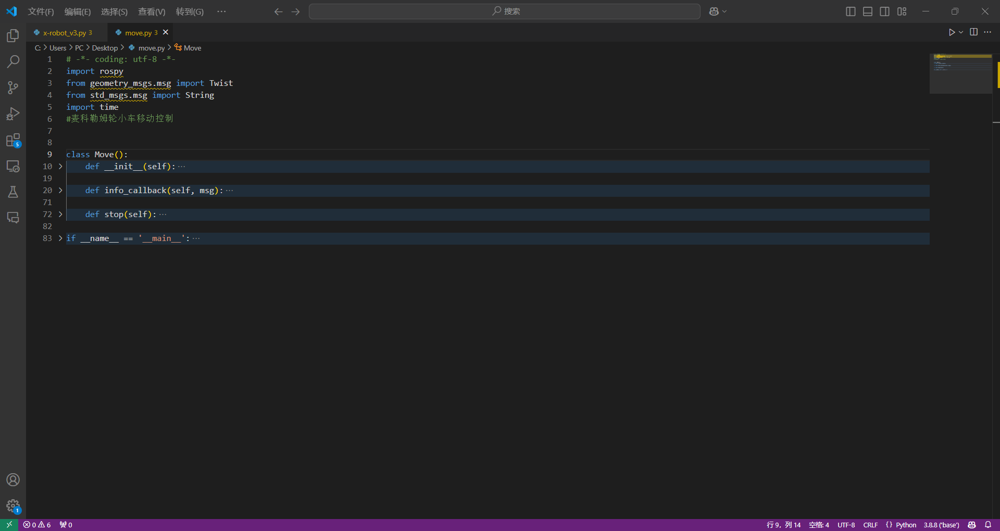 文件(F) 编辑(E) 选择(S) 查看(V) 转到(G) ··· 搜索
x-robot_v3.py 3 move.py 3
C: > Users > PC > Desktop > move.py > Move
1 # -*- coding: utf-8 -*-
2 import rospy
3 from geometry_msgs.msg import Twist
4 from std_msgs.msg import String
5 import time
6 #麦科勒姆轮小车移动控制
7
8
9 class Move():
10 def __init__(self):···
19
20 def info_callback(self, msg):···
71
72 def stop(self):···
82
83 if __name__ == '__main__':···
5
1
0 6 0 行 9，列 14 空格: 4 UTF-8 CRLF {} Python 3.8.8 ('base')